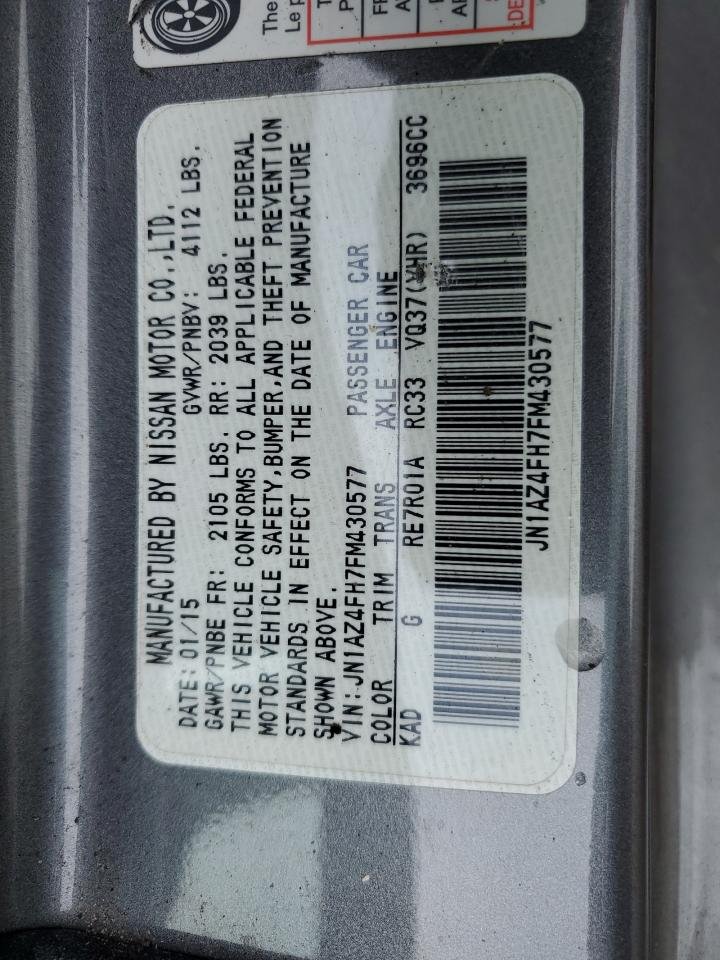 The
Le p
MANUFACTURED BY NISSAN MOTOR CO.,LTD.
DATE: 01/15 GVWR/PNBV: 4112 LBS.
GAWR/PNBE FR: 2105 LBS. RR: 2039 LBS.
THIS VEHICLE CONFORMS TO ALL APPLICABLE FEDERAL
MOTOR VEHICLE SAFETY,BUMPER,AND THEFT PREVENTION
STANDARDS IN EFFECT ON THE DATE OF MANUFACTURE
SHOWN ABOVE.
VIN:JN1AZ4FH7FM430577 PASSENGER CAR
COLOR TRIM TRANS AXLE ENGINE
KAD G RE7R01A RC33 VQ37(VHR) 3696CC
JN1AZ4FH7FM430577